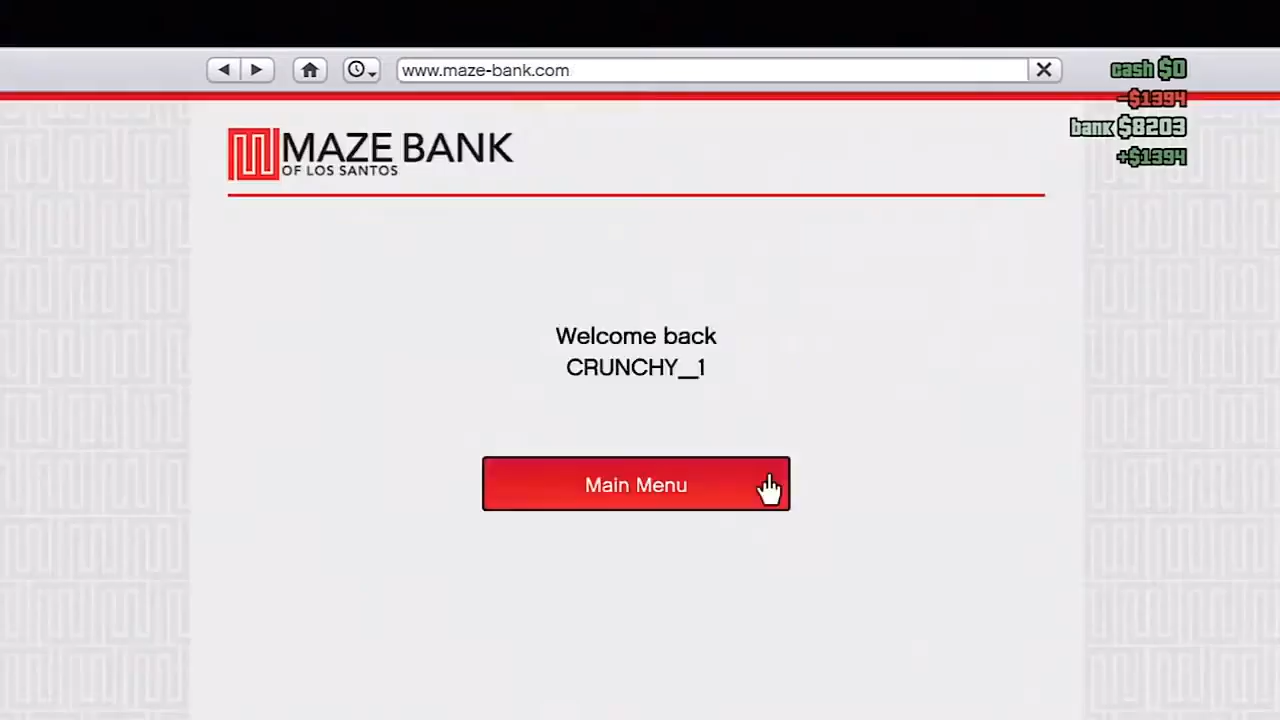 www.maze-bank.com
cash $0
-$1394
bank $8203
+$1394
MAZE BANK
OF LOS SANTOS
Welcome back
CRUNCHY__1
Main Menu